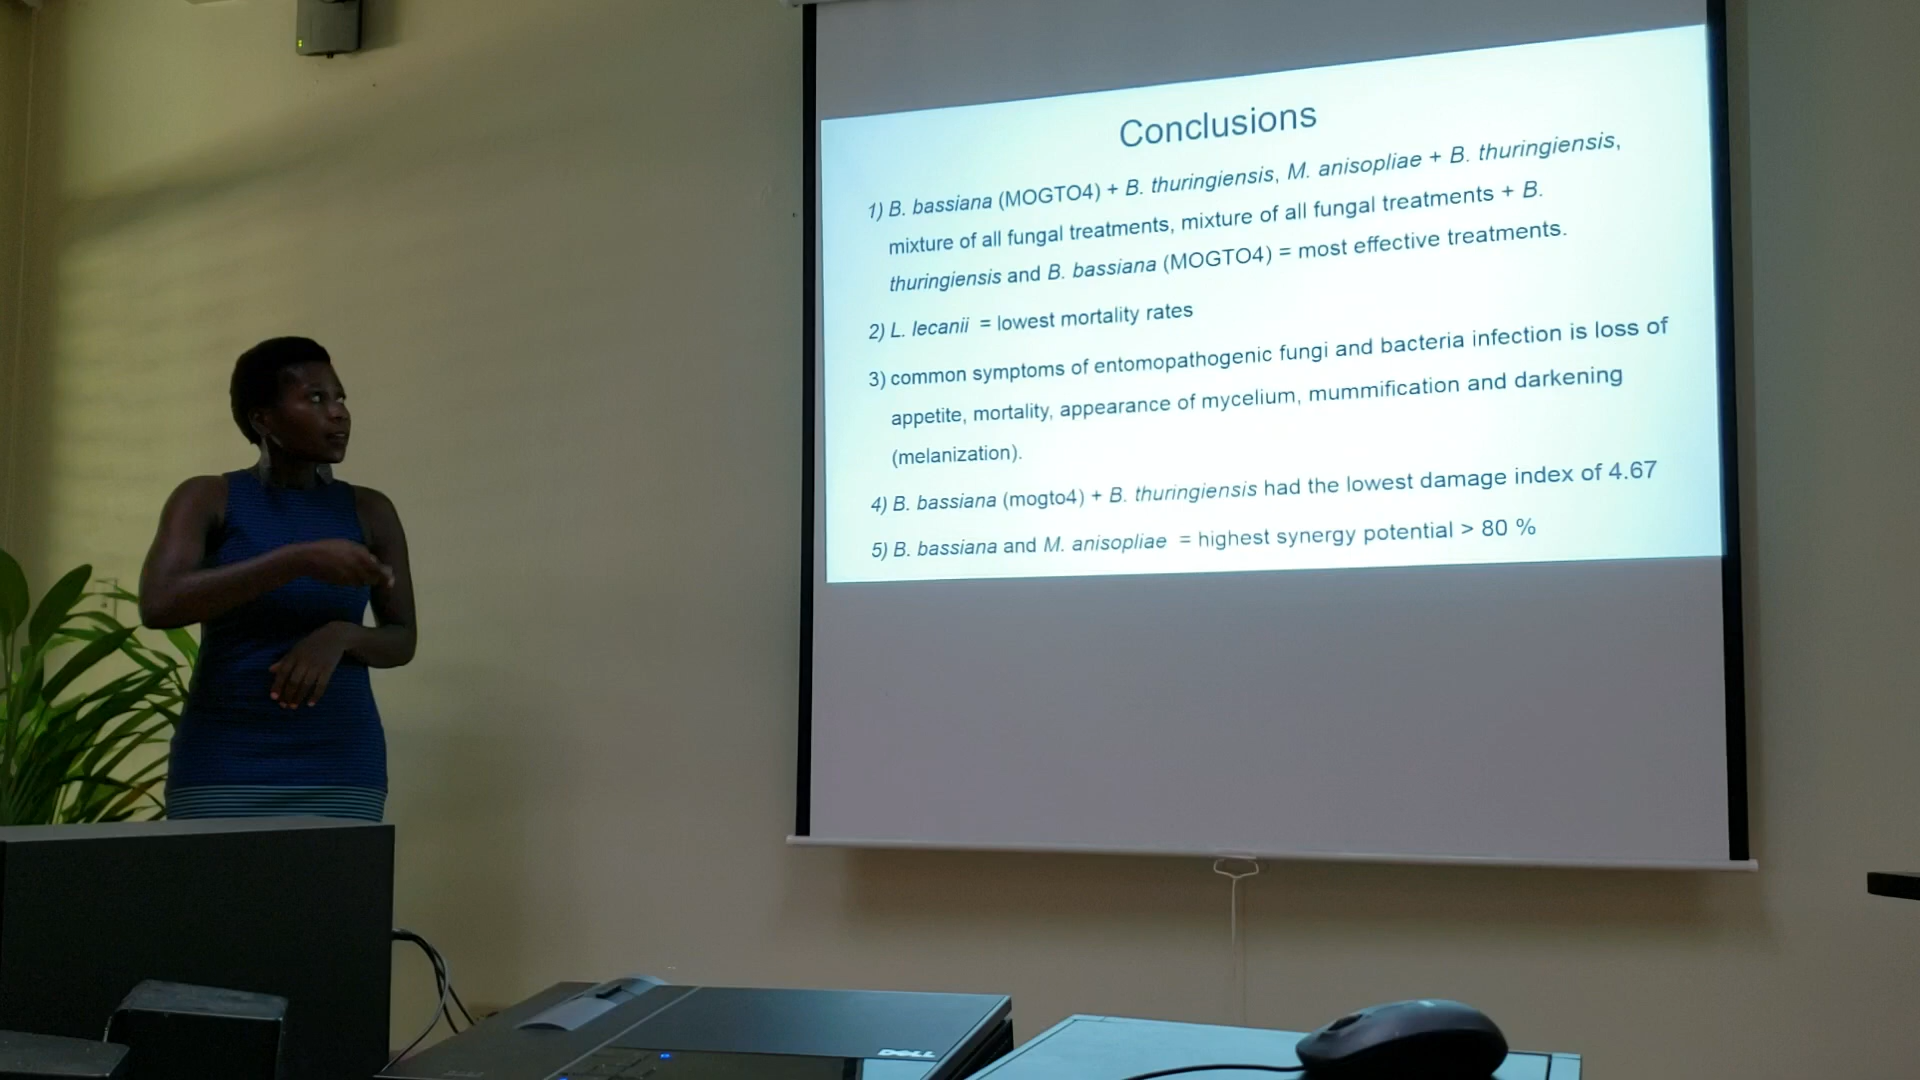 Conclusions
1) B. bassiana (MOGTO4) + B. thuringiensis, M. anisopliae + B. thuringiensis,
mixture of all fungal treatments, mixture of all fungal treatments + B.
thuringiensis and B. bassiana (MOGTO4) = most effective treatments.
2) L. lecanii = lowest mortality rates
3) common symptoms of entomopathogenic fungi and bacteria infection is loss of
appetite, mortality, appearance of mycelium, mummification and darkening
(melanization).
4) B. bassiana (mogto4) + B. thuringiensis had the lowest damage index of 4.67
5) B. bassiana and M. anisopliae = highest synergy potential > 80 %
DELL